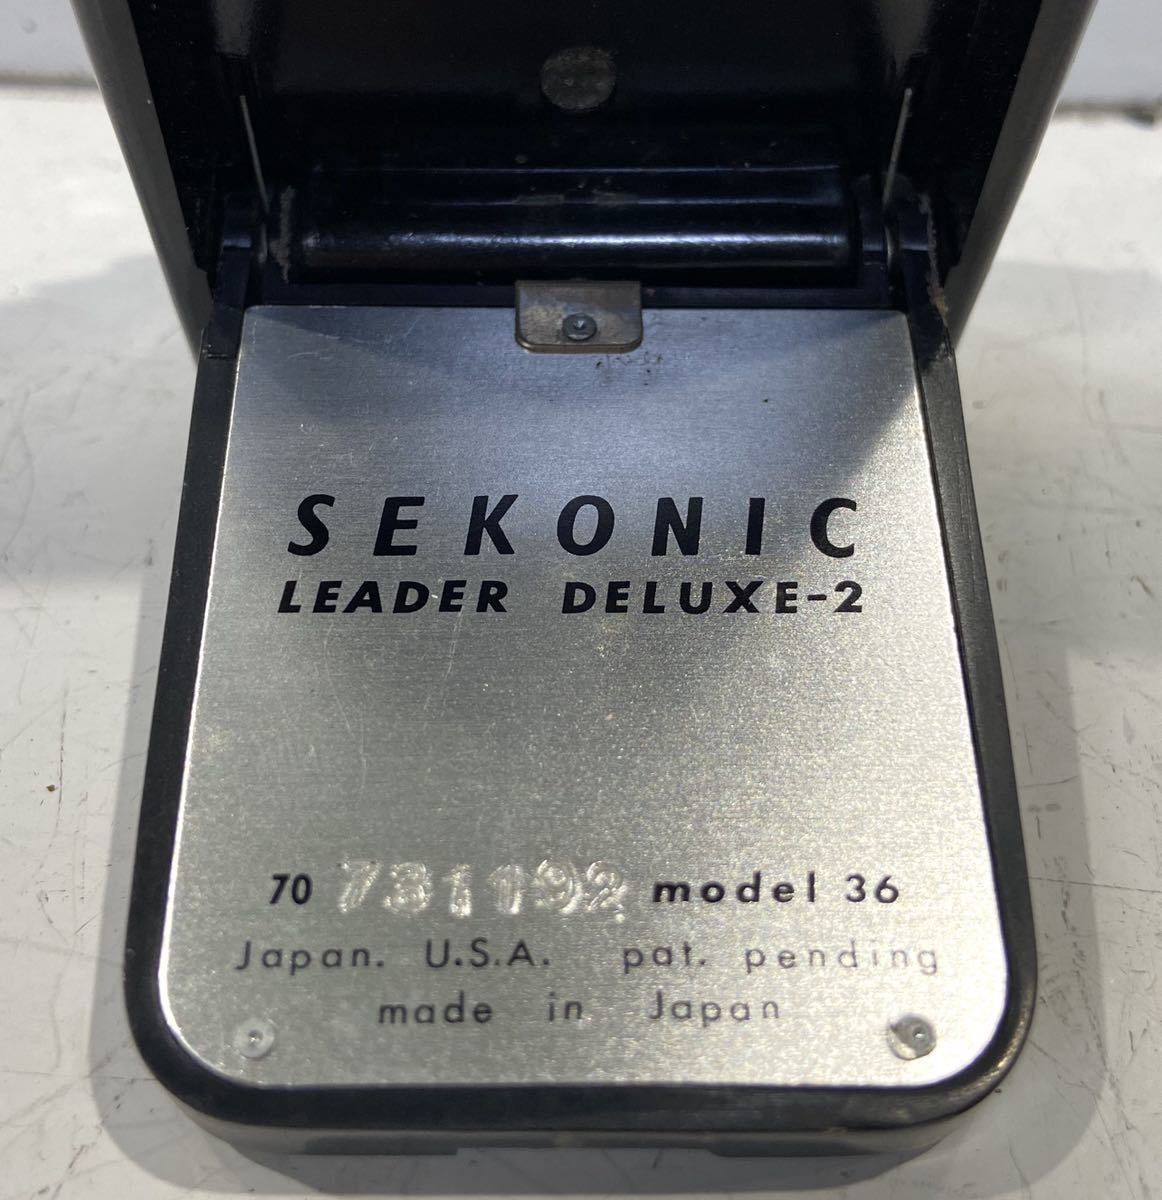 SEKONIC
LEADER DELUXE-2
70 731192 model 36
Japan. U.S.A. pat. pending
made in Japan